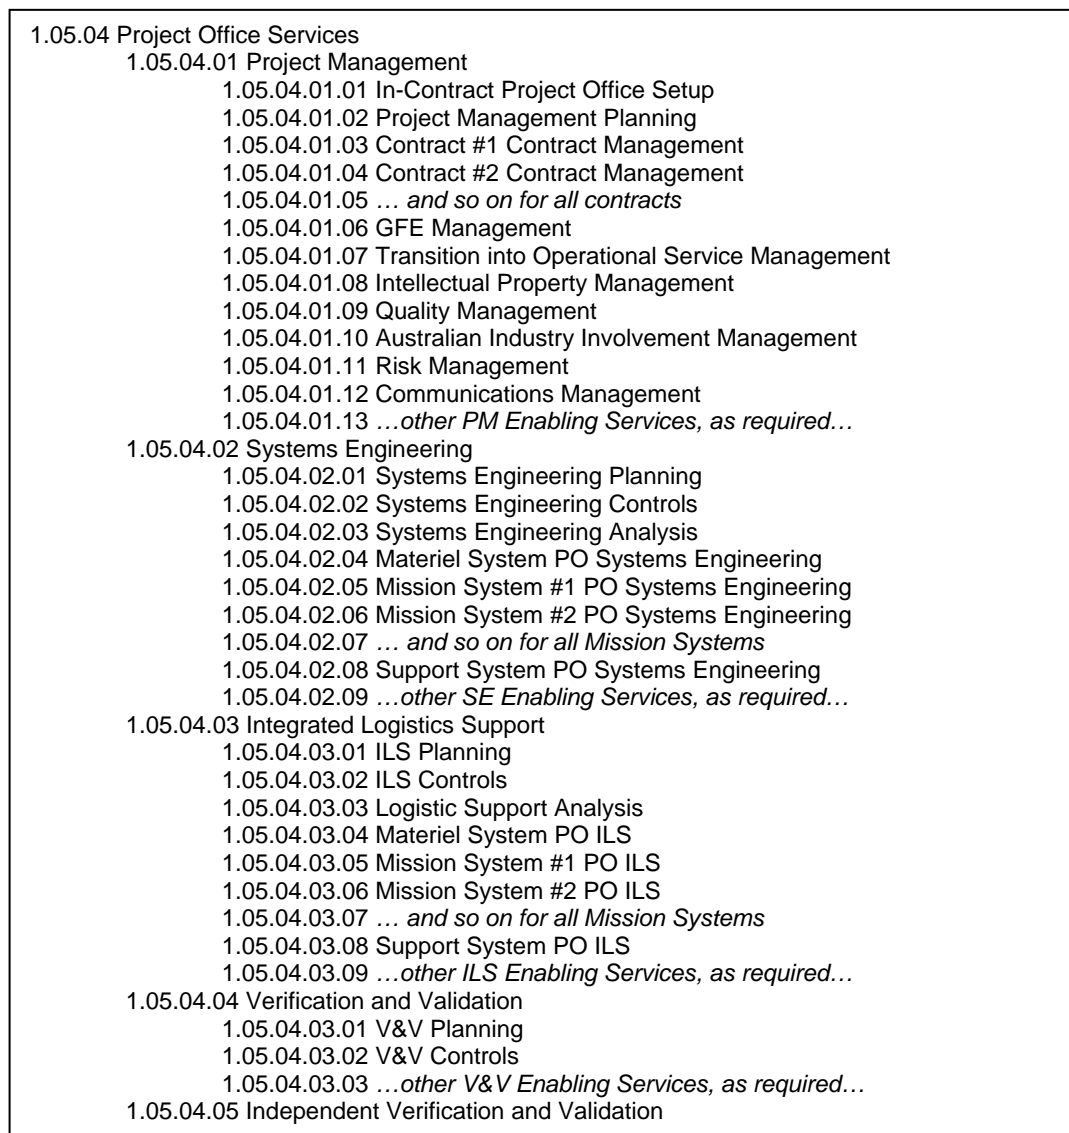 1.05.04 Project Office Services
1.05.04.01 Project Management
1.05.04.01.01 In-Contract Project Office Setup
1.05.04.01.02 Project Management Planning
1.05.04.01.03 Contract #1 Contract Management
1.05.04.01.04 Contract #2 Contract Management
1.05.04.01.05 … and so on for all contracts
1.05.04.01.06 GFE Management
1.05.04.01.07 Transition into Operational Service Management
1.05.04.01.08 Intellectual Property Management
1.05.04.01.09 Quality Management
1.05.04.01.10 Australian Industry Involvement Management
1.05.04.01.11 Risk Management
1.05.04.01.12 Communications Management
1.05.04.01.13 …other PM Enabling Services, as required…
1.05.04.02 Systems Engineering
1.05.04.02.01 Systems Engineering Planning
1.05.04.02.02 Systems Engineering Controls
1.05.04.02.03 Systems Engineering Analysis
1.05.04.02.04 Materiel System PO Systems Engineering
1.05.04.02.05 Mission System #1 PO Systems Engineering
1.05.04.02.06 Mission System #2 PO Systems Engineering
1.05.04.02.07 … and so on for all Mission Systems
1.05.04.02.08 Support System PO Systems Engineering
1.05.04.02.09 …other SE Enabling Services, as required…
1.05.04.03 Integrated Logistics Support
1.05.04.03.01 ILS Planning
1.05.04.03.02 ILS Controls
1.05.04.03.03 Logistic Support Analysis
1.05.04.03.04 Materiel System PO ILS
1.05.04.03.05 Mission System #1 PO ILS
1.05.04.03.06 Mission System #2 PO ILS
1.05.04.03.07 … and so on for all Mission Systems
1.05.04.03.08 Support System PO ILS
1.05.04.03.09 …other ILS Enabling Services, as required…
1.05.04.04 Verification and Validation
1.05.04.03.01 V&V Planning
1.05.04.03.02 V&V Controls
1.05.04.03.03 …other V&V Enabling Services, as required…
1.05.04.05 Independent Verification and Validation